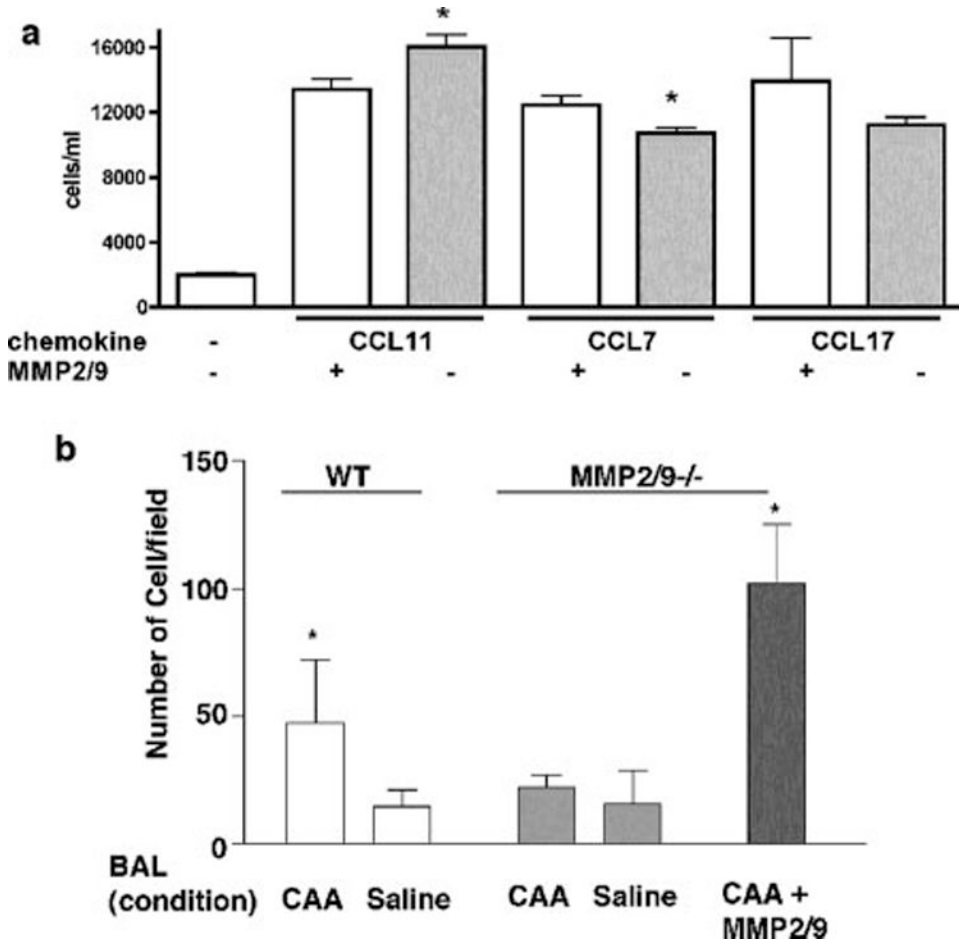 a
*
16000
12000
8000
4000
0
cells/ml
*
chemokine - CCL11 CCL7 CCL17
MMP2/9 - + - + - + -
b
150
100
50
0
Number of Cell/field
WT MMP2/9-/-
*
*
BAL
(condition) CAA Saline CAA Saline CAA +
MMP2/9